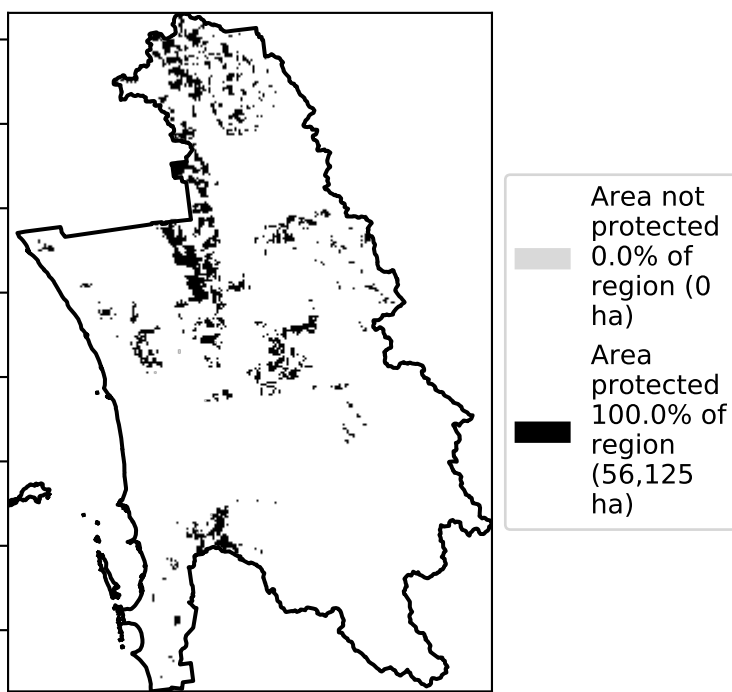 Area not
protected
0.0% of
region (0
ha)
Area
protected
100.0% of
region
(56,125
ha)